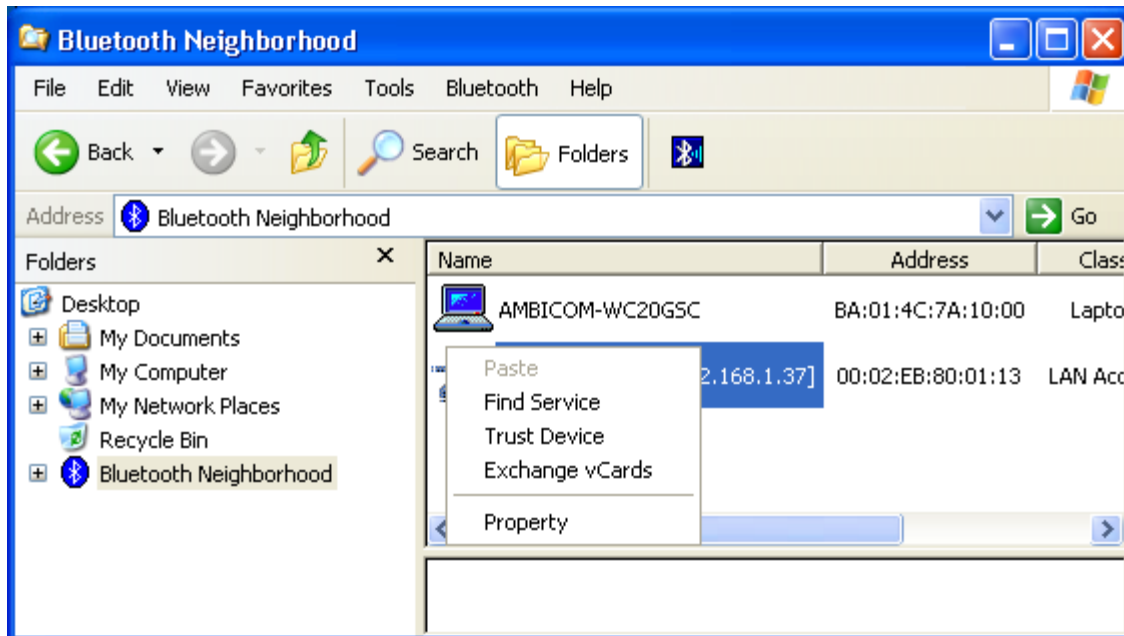 Bluetooth Neighborhood
File Edit View Favorites Tools Bluetooth Help
Back Search Folders
Address Bluetooth Neighborhood Go
Folders
Desktop
My Documents
My Computer
My Network Places
Recycle Bin
Bluetooth Neighborhood
Name Address Clas
AMBICOM-WC20GSC BA:01:4C:7A:10:00 Lapto
2.168.1.37] 00:02:EB:80:01:13 LAN Acc
Paste
Find Service
Trust Device
Exchange vCards
Property